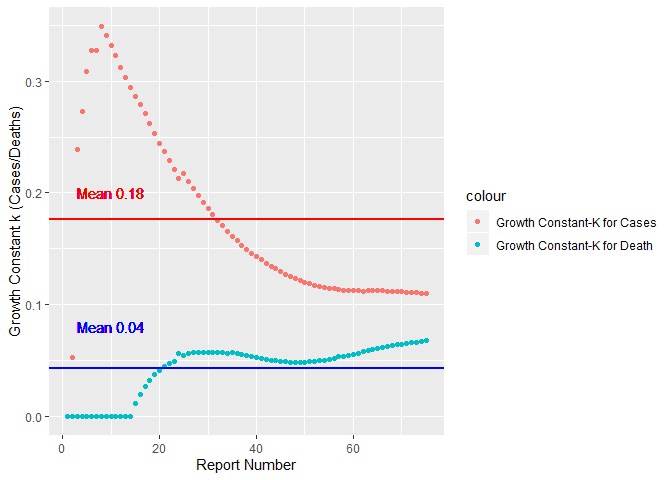 Growth Constant k (Cases/Deaths)
0.3
0.2
0.1
0.0
Mean 0.18
Mean 0.04
0
20
40
60
Report Number
colour
Growth Constant-K for Cases
Growth Constant-K for Death